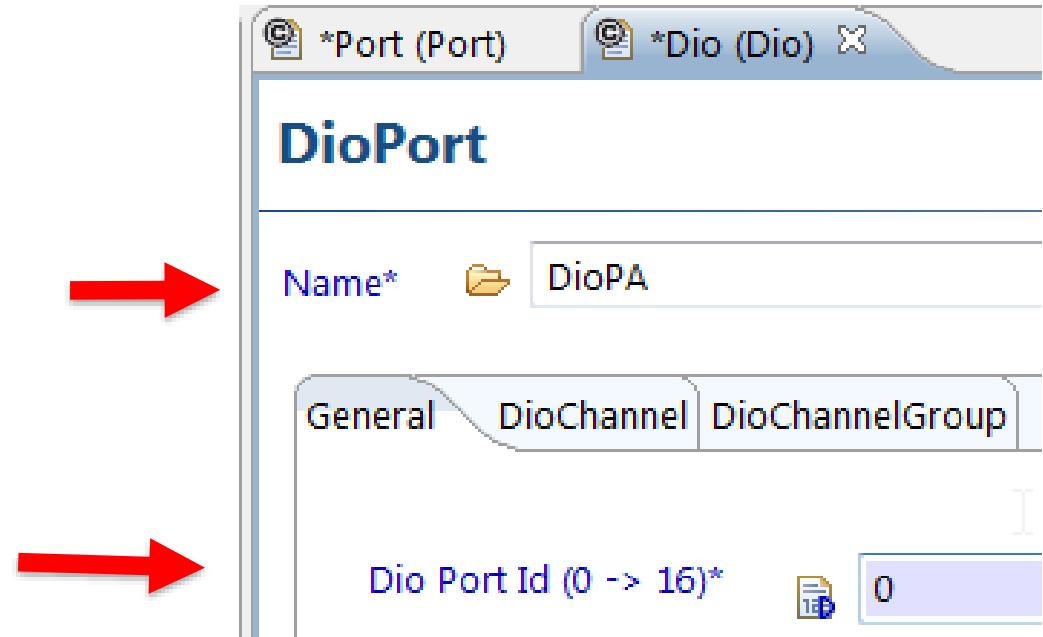 *Port (Port) *Dio (Dio)
DioPort
Name* DioPA
General DioChannel DioChannelGroup
Dio Port Id (0 -> 16)* 0